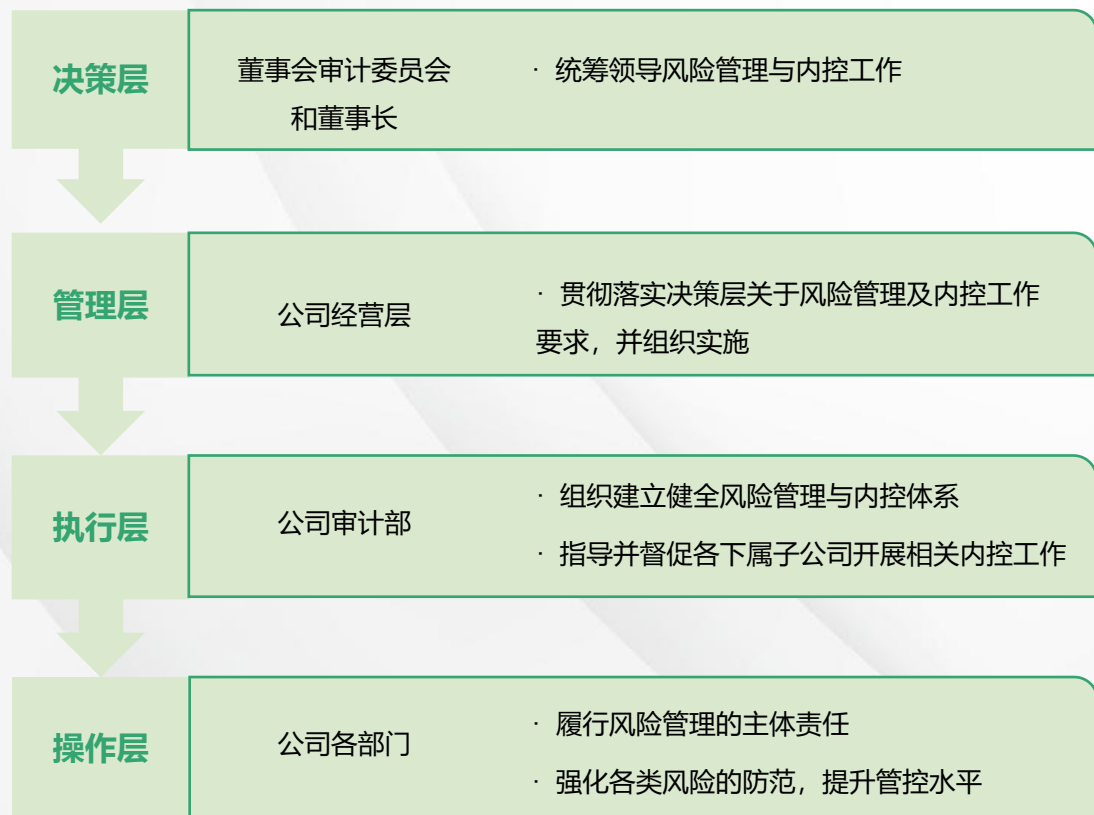 决策层
董事会审计委员会
和董事长
· 统筹领导风险管理与内控工作
管理层
公司经营层
· 贯彻落实决策层关于风险管理及内控工作
要求，并组织实施
执行层
公司审计部
· 组织建立健全风险管理与内控体系
· 指导并督促各下属子公司开展相关内控工作
操作层
公司各部门
· 履行风险管理的主体责任
· 强化各类风险的防范，提升管控水平